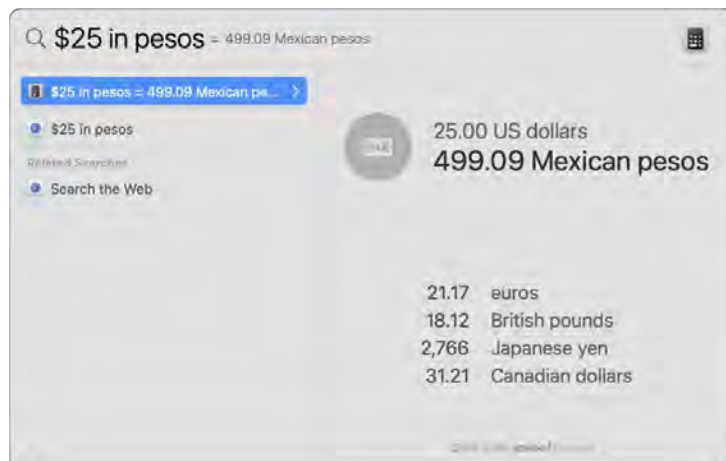 $25 in pesos = 499.09 Mexican pesos
$25 in pesos = 499.09 Mexican pe...
$25 in pesos
Related Searches
Search the Web
25.00 US dollars
499.09 Mexican pesos
21.17 euros
18.12 British pounds
2,766 Japanese yen
31.21 Canadian dollars